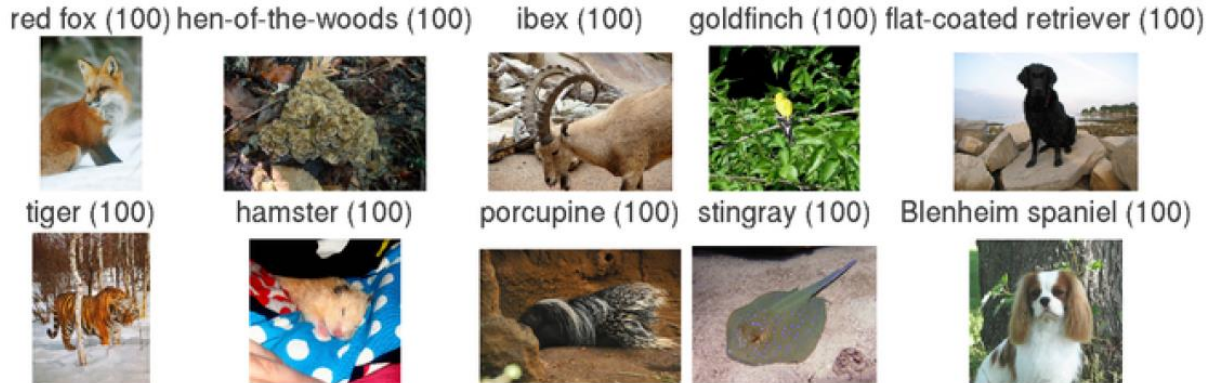 red fox (100) hen-of-the-woods (100) ibex (100) goldfinch (100) flat-coated retriever (100)
tiger (100) hamster (100) porcupine (100) stingray (100) Blenheim spaniel (100)